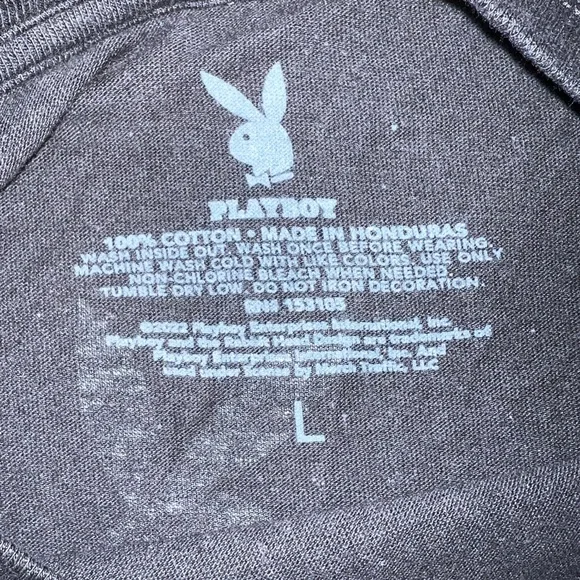 PLAYBOY
100% COTTON • MADE IN HONDURAS
WASH INSIDE OUT WASH ONCE BEFORE WEARING.
MACHINE WASH COLD WITH LIKE COLORS. USE ONLY
NON-CHLORINE BLEACH WHEN NEEDED.
TUMBLE DRY LOW. DO NOT IRON DECORATION.
RN# 153105
Playboy Enterprises International, Inc.
Playboy and the Rabbit Head Design are trademarks of
Playboy Enterprises International, Inc. and
used under license by Mad Engine, LLC
L